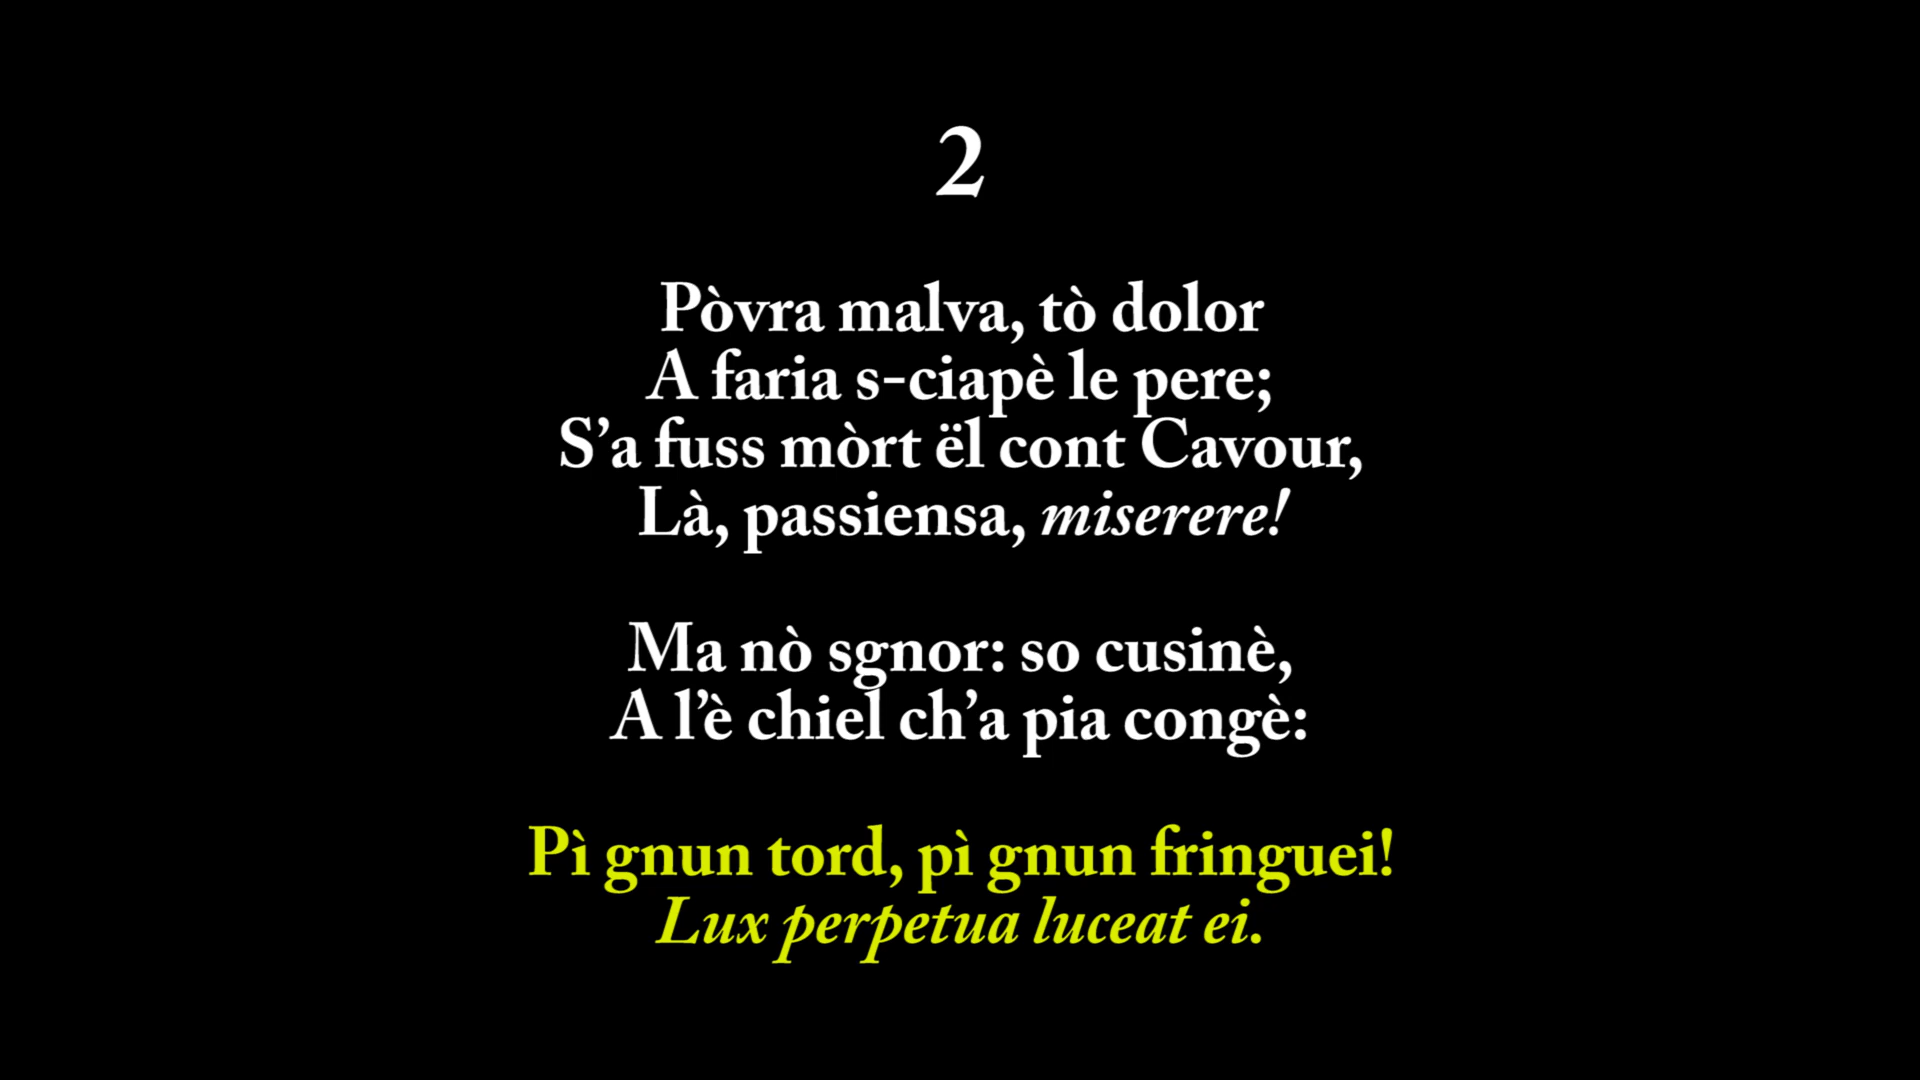 2
Pòvra malva, tò dolor
A faria s-ciapè le pere;
S’a fuss mòrt ël cont Cavour,
Là, passiensa, miserere!
Ma nò sgnor: so cusinè,
A l’è chiel ch’a pia congè:
Pì gnun tord, pì gnun fringuei!
Lux perpetua luceat ei.